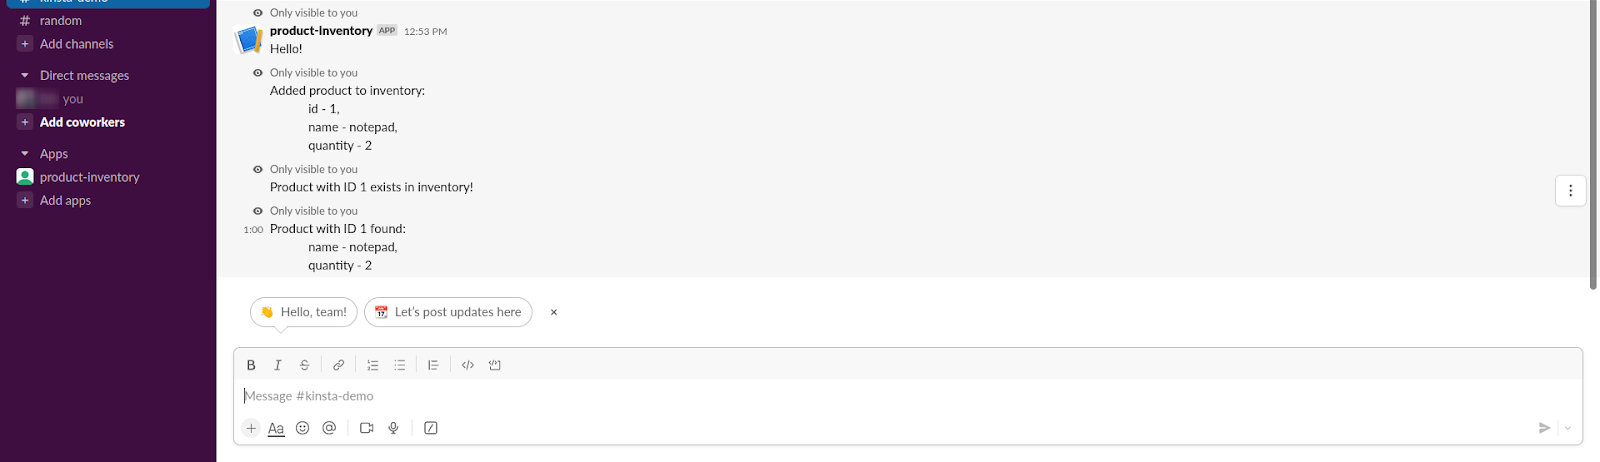 kinsta-demo
# random
+ Add channels
Direct messages
you
+ Add coworkers
Apps
product-inventory
+ Add apps
Only visible to you
product-inventory APP 12:53 PM
Hello!
Only visible to you
Added product to inventory:
id - 1,
name - notepad,
quantity - 2
Only visible to you
Product with ID 1 exists in inventory!
Only visible to you
1:00 Product with ID 1 found:
name - notepad,
quantity - 2
Hello, team!
Let's post updates here
B I S
Message #kinsta-demo
+ Aa @